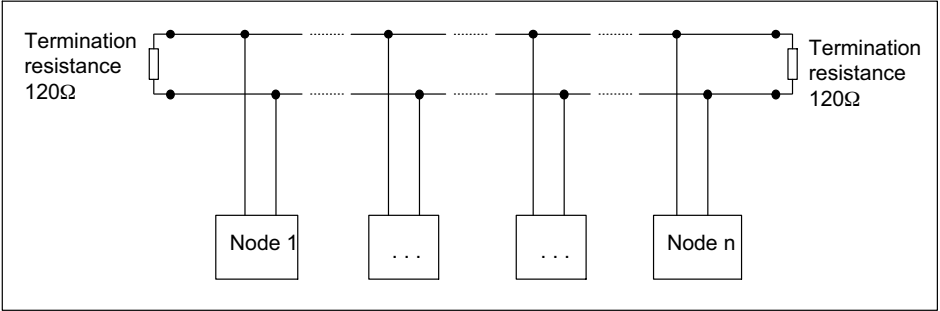 Termination
resistance
120Ω
Termination
resistance
120Ω
Node 1
. . .
. . .
Node n